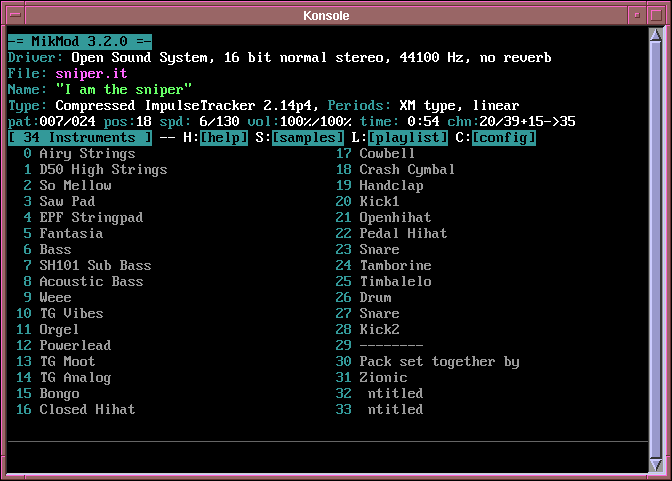 Konsole
-= MikMod 3.2.0 =-
Driver: Open Sound System, 16 bit normal stereo, 44100 Hz, no reverb
File: sniper.it
Name: "I am the sniper"
Type: Compressed ImpulseTracker 2.14p4, Periods: XM type, linear
pat:007/024 pos:18 spd: 6/130 vol:100%/100% time: 0:54 chn:20/39+15->35
[ 34 Instruments ] -- H:[help] S:[samples] L:[playlist] C:[config]
0 Airy Strings 17 Cowbell
1 D50 High Strings 18 Crash Cymbal
2 So Mellow 19 Handclap
3 Saw Pad 20 Kick1
4 EPF Stringpad 21 Openhihat
5 Fantasia 22 Pedal Hihat
6 Bass 23 Snare
7 SH101 Sub Bass 24 Tamborine
8 Acoustic Bass 25 Timbalelo
9 Weee 26 Drum
10 TG Vibes 27 Snare
11 Orgel 28 Kick2
12 Powerlead 29 --------
13 TG Moot 30 Pack set together by
14 TG Analog 31 Zionic
15 Bongo 32 ntitled
16 Closed Hihat 33 ntitled